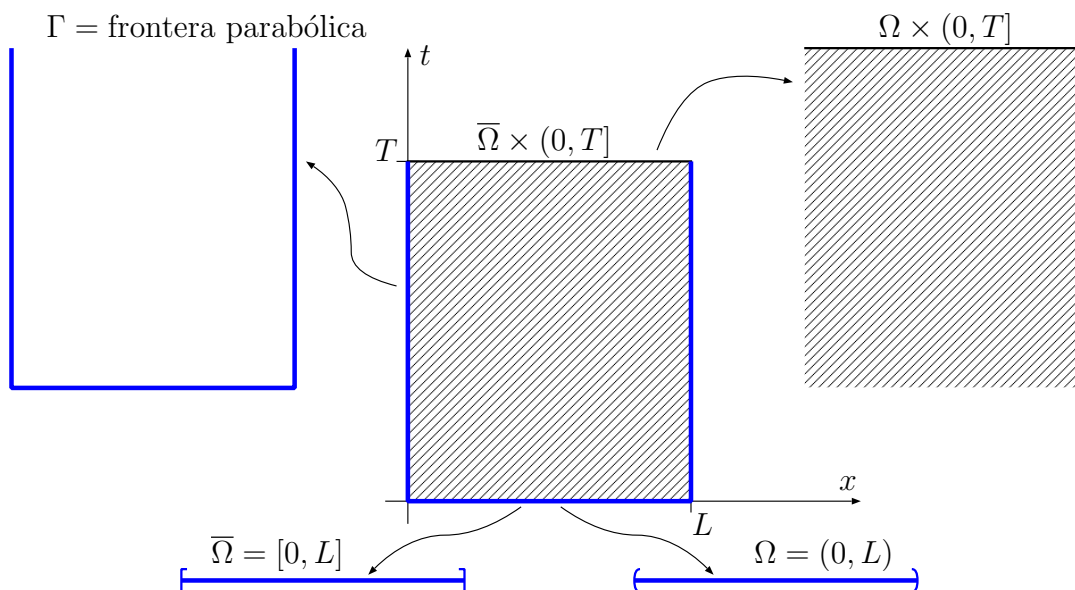 Γ = frontera parabólica
Ω × (0, T]
t
T
Ω̅ × (0, T]
x
L
Ω̅ = [0, L]
Ω = (0, L)